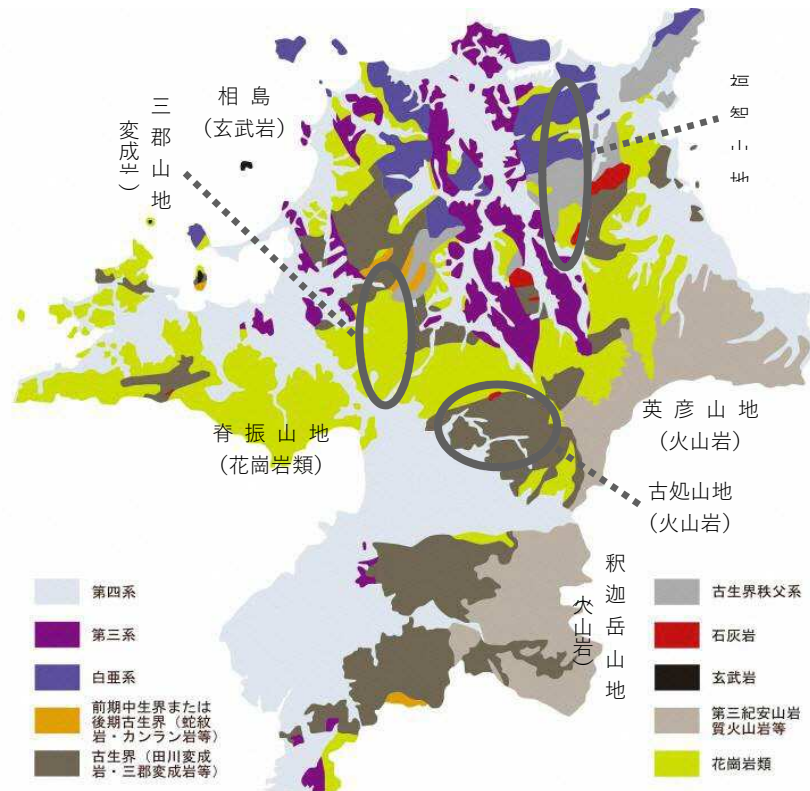 相島
(玄武岩)
三郡山地
変成岩)
福智山地
脊振山地
(花崗岩類)
英彦山地
(火山岩)
古処山地
(火山岩)
釈迦岳山地
火山岩)
第四系
第三系
白亜系
前期中生界または
後期古生界(蛇紋
岩・カンラン岩等)
古生界(田川変成
岩・三郡変成岩等)
古生界秩父系
石灰岩
玄武岩
第三紀安山岩
質火山岩等
花崗岩類